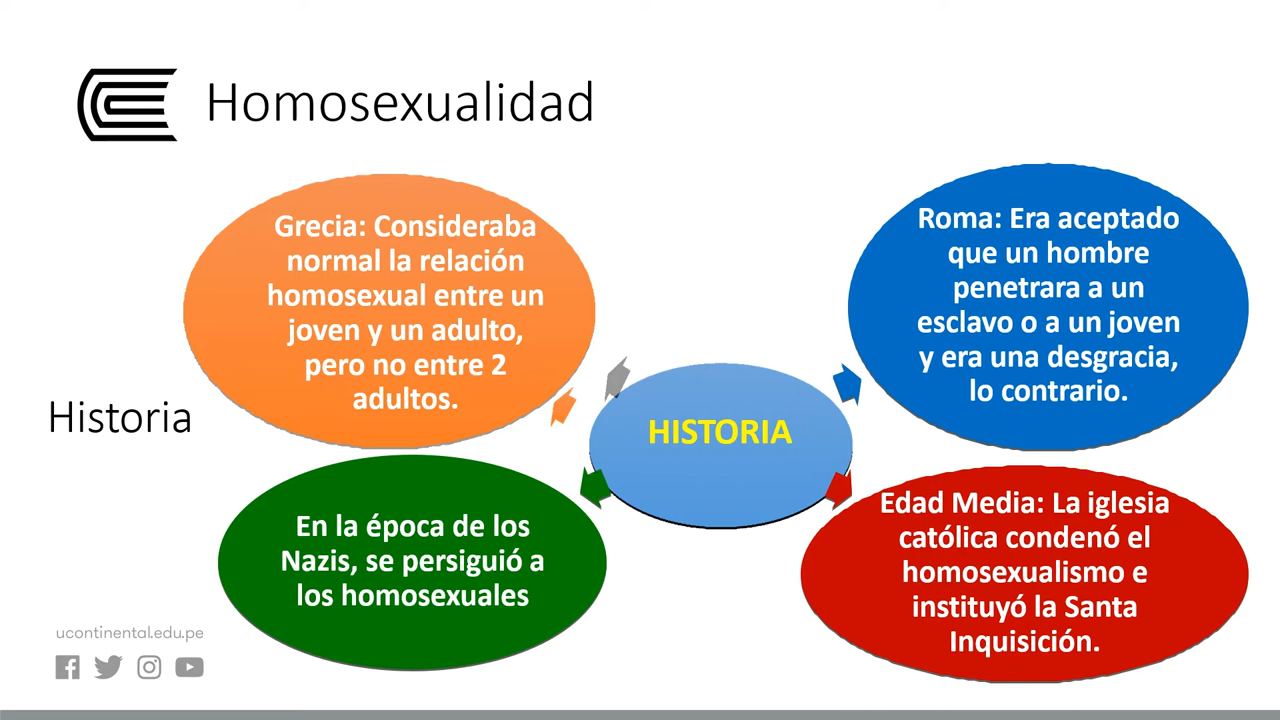 Homosexualidad
Grecia: Consideraba
normal la relación
homosexual entre un
joven y un adulto,
pero no entre 2
adultos.
Roma: Era aceptado
que un hombre
penetrara a un
esclavo o a un joven
y era una desgracia,
lo contrario.
Historia
HISTORIA
En la época de los
Nazis, se persiguió a
los homosexuales
Edad Media: La iglesia
católica condenó el
homosexualismo e
instituyó la Santa
Inquisición.
ucontinental.edu.pe